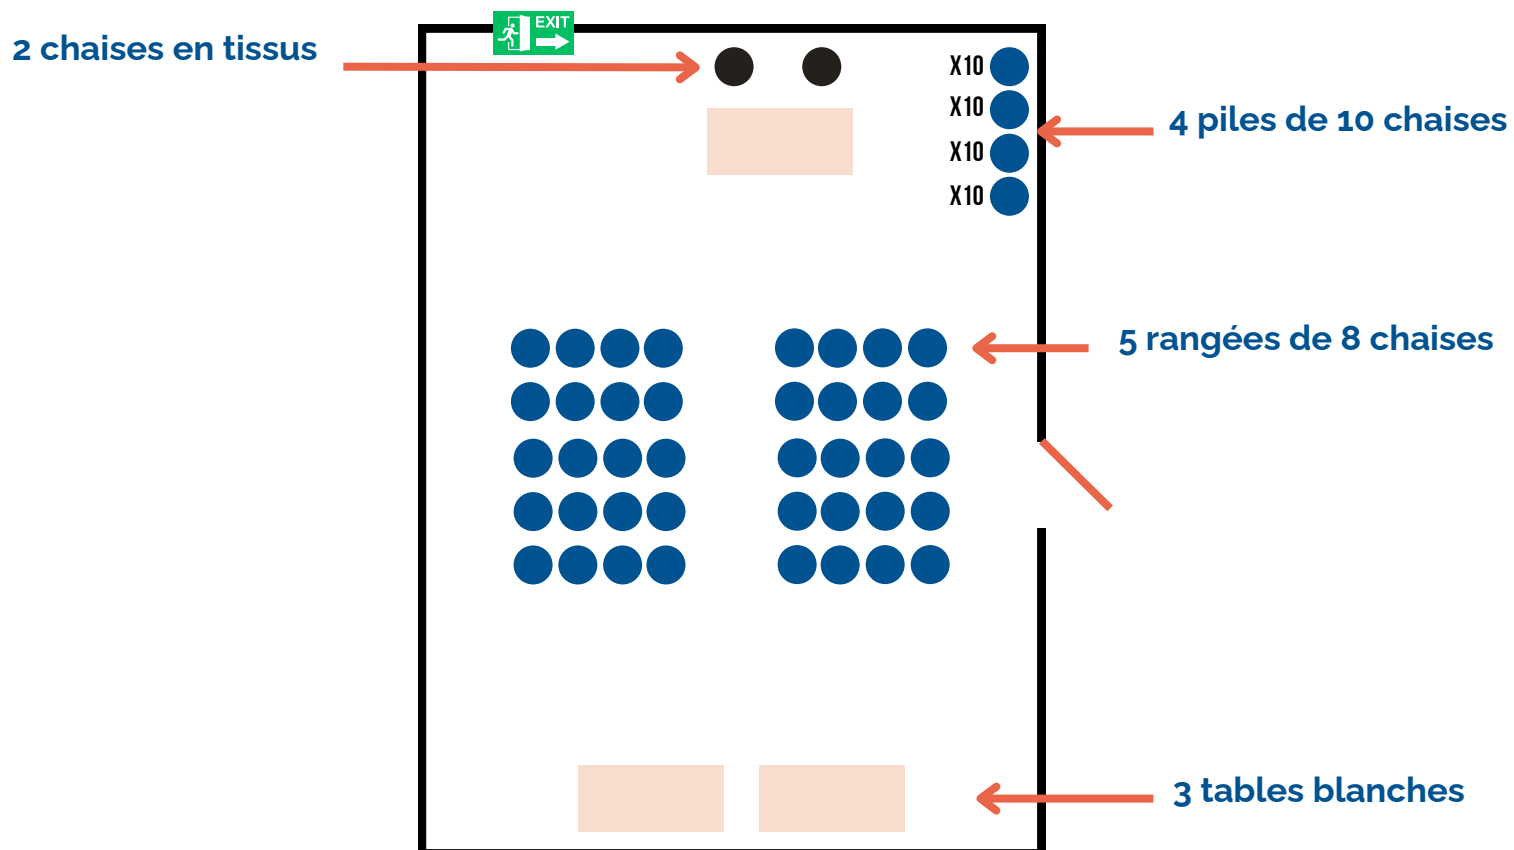 EXIT
2 chaises en tissus
X10
X10
X10
X10
4 piles de 10 chaises
5 rangées de 8 chaises
3 tables blanches